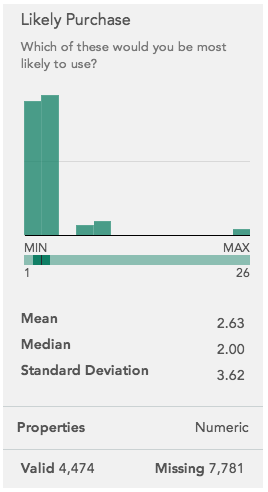 Likely Purchase
Which of these would you be most
likely to use?
MIN MAX
1 26
Mean 2.63
Median 2.00
Standard Deviation 3.62
Properties Numeric
Valid 4,474 Missing 7,781